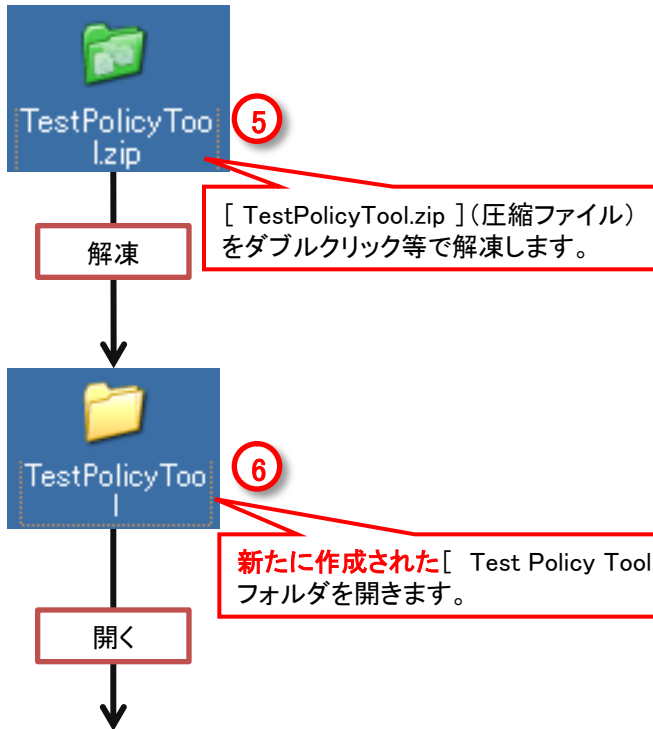 TestPolicyToo
l.zip
⑤
[ TestPolicyTool.zip ](圧縮ファイル)
をダブルクリック等で解凍します。
解凍
TestPolicyToo
l
⑥
新たに作成された[ Test Policy Tool
フォルダを開きます。
開く